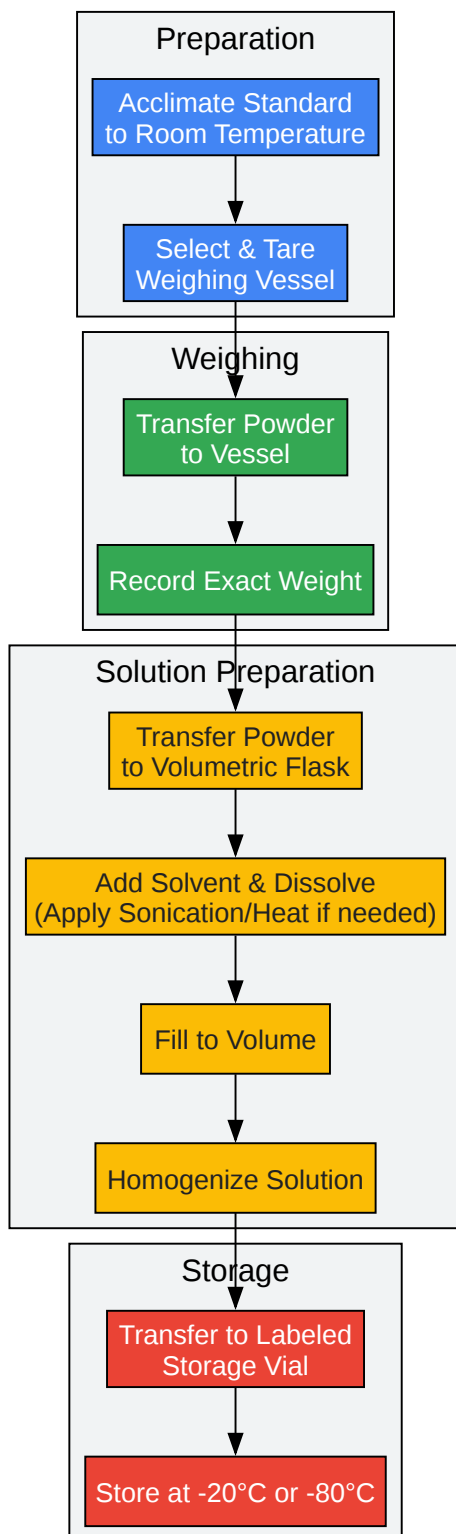 Preparation
Acclimate Standard
to Room Temperature
Select & Tare
Weighing Vessel
Weighing
Transfer Powder
to Vessel
Record Exact Weight
Solution Preparation
Transfer Powder
to Volumetric Flask
Add Solvent & Dissolve
(Apply Sonication/Heat if needed)
Fill to Volume
Homogenize Solution
Storage
Transfer to Labeled
Storage Vial
Store at -20°C or -80°C